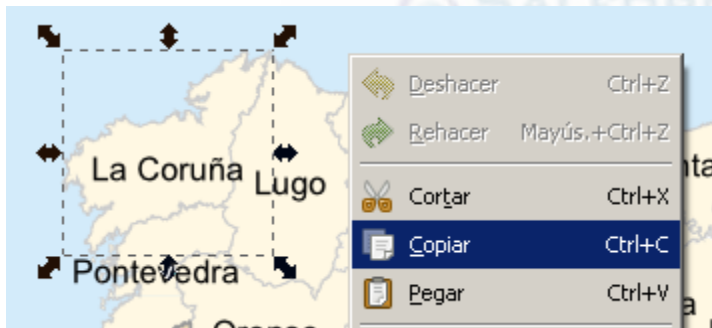 La Coruña
Lugo
Pontevedra
Deshacer Ctrl+Z
Rehacer Mayús.+Ctrl+Z
Cortar Ctrl+X
Copiar Ctrl+C
Pegar Ctrl+V